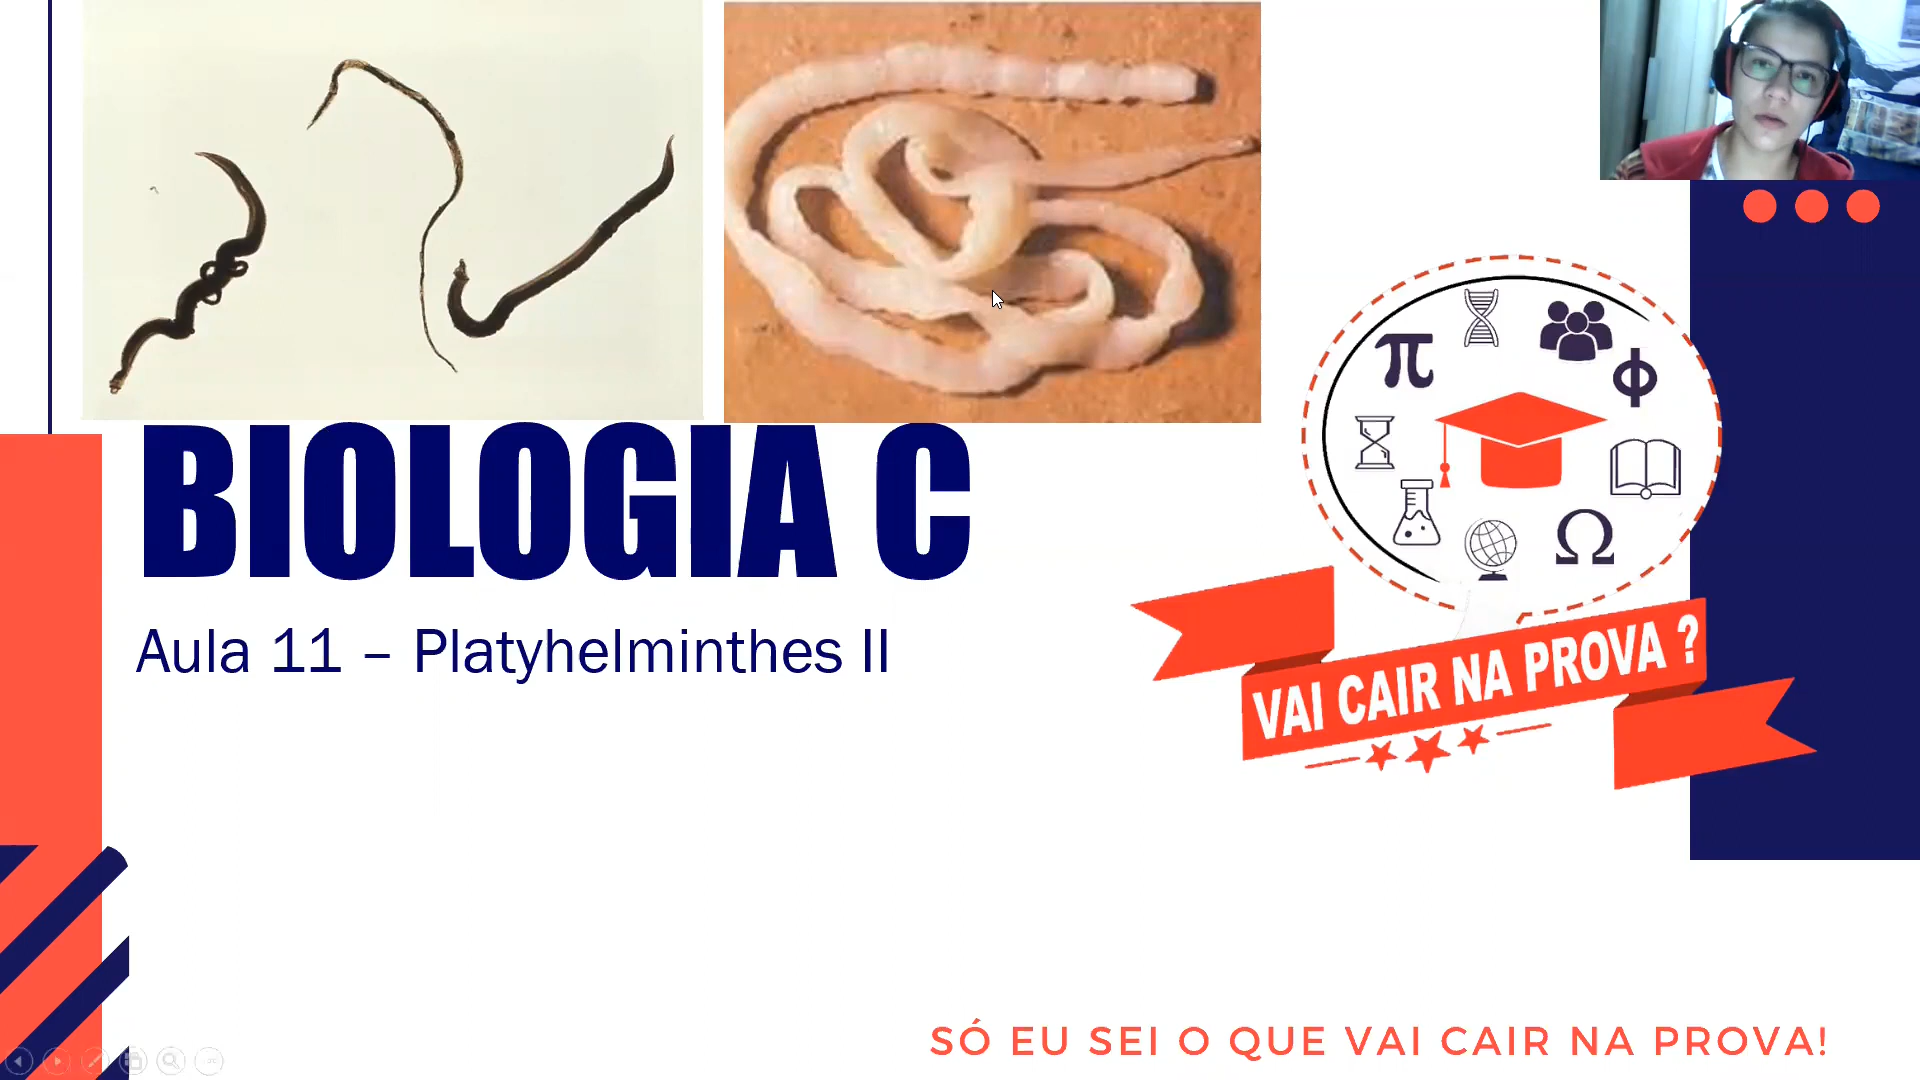 BIOLOGIA C
Aula 11 – Platyhelminthes II
π
Φ
Ω
VAI CAIR NA PROVA ?
SÓ EU SEI O QUE VAI CAIR NA PROVA!